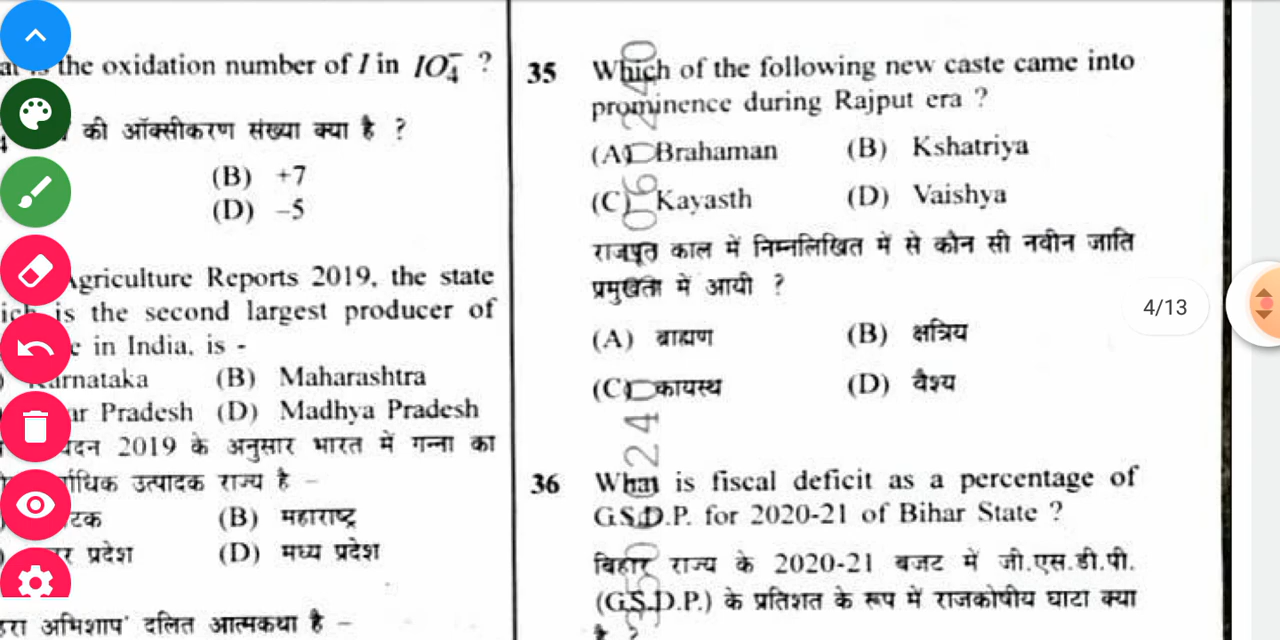 the oxidation number of I in IO₄⁻ ?
की ऑक्सीकरण संख्या क्या है ?
(B) +7
(D) –5
Agriculture Reports 2019, the state
is the second largest producer of
in India, is -
Karnataka (B) Maharashtra
Pradesh (D) Madhya Pradesh
2019 के अनुसार भारत में गन्ना का
उत्पादक राज्य है –
(B) महाराष्ट्र
प्रदेश (D) मध्य प्रदेश
अभिशाप' दलित आत्मकथा है –
35 Which of the following new caste came into
prominence during Rajput era ?
(A) Brahaman (B) Kshatriya
(C) Kayasth (D) Vaishya
राजपूत काल में निम्नलिखित में से कौन सी नवीन जाति
प्रमुखता में आयी ?
(A) ब्राह्मण (B) क्षत्रिय
(C) कायस्थ (D) वैश्य
36 What is fiscal deficit as a percentage of
G.S.D.P. for 2020-21 of Bihar State ?
बिहार राज्य के 2020-21 बजट में जी.एस.डी.पी.
(G.S.D.P.) के प्रतिशत के रूप में राजकोषीय घाटा क्या
4/13